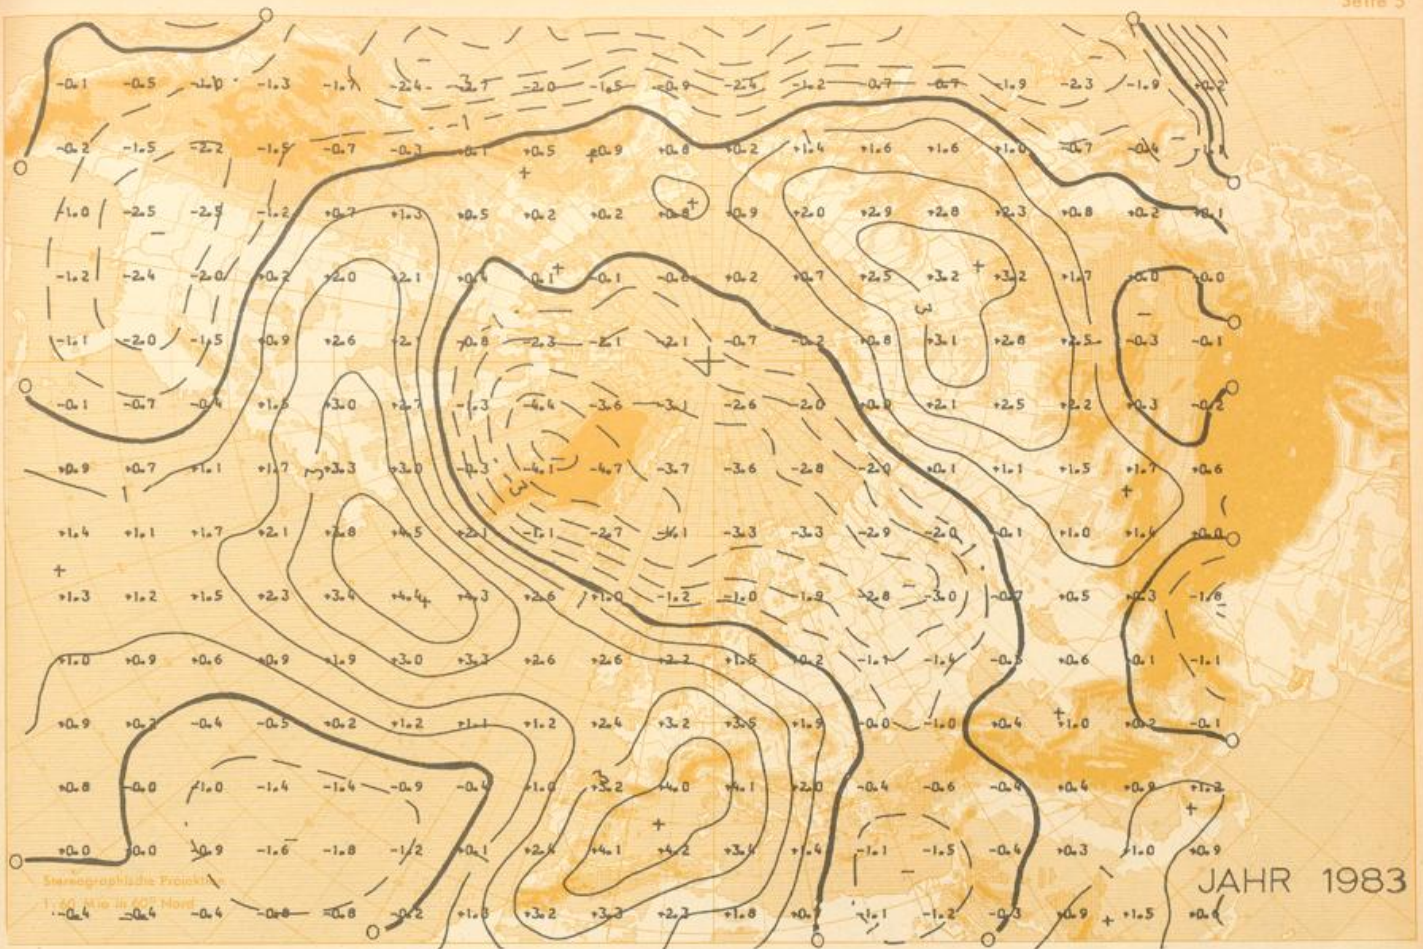 Seite 5
-0.1 -0.5 -1.0 -1.3 -1.7 -2.4 -2.7 -2.0 -1.5 -0.9 -2.4 -1.2 -0.7 -0.7 -1.9 -2.3 -1.9 +0.2
-0.2 -1.5 -2.2 -1.5 -0.7 -0.3 +0.1 +0.5 +0.9 +0.8 +0.2 +1.4 +1.6 +1.6 +1.0 -0.7 -0.4 -1.1
-1.0 -2.5 -2.5 -1.2 +0.7 +1.3 +0.5 +0.2 +0.2 +0.8 +0.9 +2.0 +2.9 +2.8 +2.3 +0.8 +0.2 +0.1
-1.2 -2.4 -2.0 +0.2 +2.0 +2.1 +0.4 -0.1 -0.1 -0.6 +0.2 +0.7 +2.5 +3.2 +3.2 +1.7 -0.0 -0.0
-1.1 -2.0 -1.5 +0.9 +2.6 +2.1 -0.8 -2.3 -2.1 -2.1 -0.7 -0.2 +0.8 +3.1 +2.8 +2.5 -0.3 -0.1
-0.1 -0.7 -0.4 +1.5 +3.0 +2.7 -1.3 -4.4 -3.6 -3.1 -2.6 -2.0 +2.1 +2.5 +2.2 +0.3 -0.2
+0.9 +0.7 +1.1 +1.7 +3.3 +3.0 -0.3 -4.1 -4.7 -3.7 -3.6 -2.8 -2.0 +0.1 +1.1 +1.5 +1.7 +0.6
+1.4 +1.1 +1.7 +2.1 +3.8 +4.5 +2.1 -1.1 -2.7 -4.1 -3.3 -3.3 -2.9 -2.0 +0.1 +1.0 +1.4 +0.0
+1.3 +1.2 +1.5 +2.3 +3.4 +4.4 +4.3 +2.6 +1.0 -1.2 -1.0 -1.9 -2.8 -3.0 -0.7 +0.5 +0.3 -1.8
+1.0 +0.9 +0.6 +0.9 +1.9 +3.0 +3.3 +2.6 +2.6 +2.2 +1.5 +0.2 -1.1 -1.4 -0.5 +0.6 +0.1 -1.1
+0.9 +0.2 -0.4 -0.5 +0.2 +1.2 +1.1 +1.2 +2.4 +3.2 +3.5 +1.9 -0.0 -1.0 +0.4 +1.0 +0.2 -0.1
+0.8 -0.0 -1.0 -1.4 -1.4 -0.9 -0.4 +1.0 +3.2 +4.0 +4.1 +2.0 -0.4 -0.6 -0.4 +0.4 +0.9 +1.2
+0.0 +0.0 -0.9 -1.6 -1.8 -1.2 +0.1 +2.4 +4.1 +4.2 +3.4 +1.4 -1.1 -1.5 -0.4 +0.3 +1.0 +0.9
JAHR 1983
Stereographische Projektion
1 : 60 Mio in 60° Nord
-0.4 -0.4 -0.4 -0.8 -0.8 -0.2 +1.3 +3.2 +3.3 +2.3 +1.8 +0.7 -1.1 -1.2 -0.3 +0.9 +1.5 +0.6